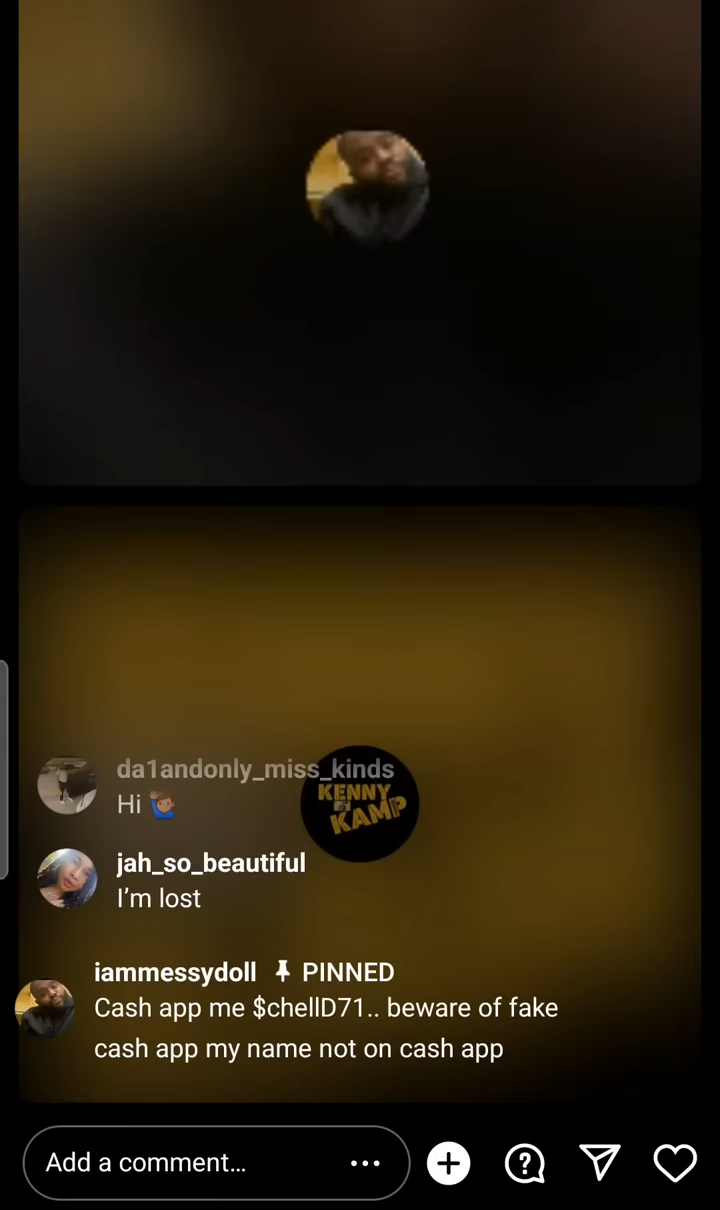 da1andonly_miss_kinds
Hi 🙋🏽‍♂️
KENNY
KAMP
jah_so_beautiful
I'm lost
iammessydoll 📌 PINNED
Cash app me $chellD71.. beware of fake
cash app my name not on cash app
Add a comment...